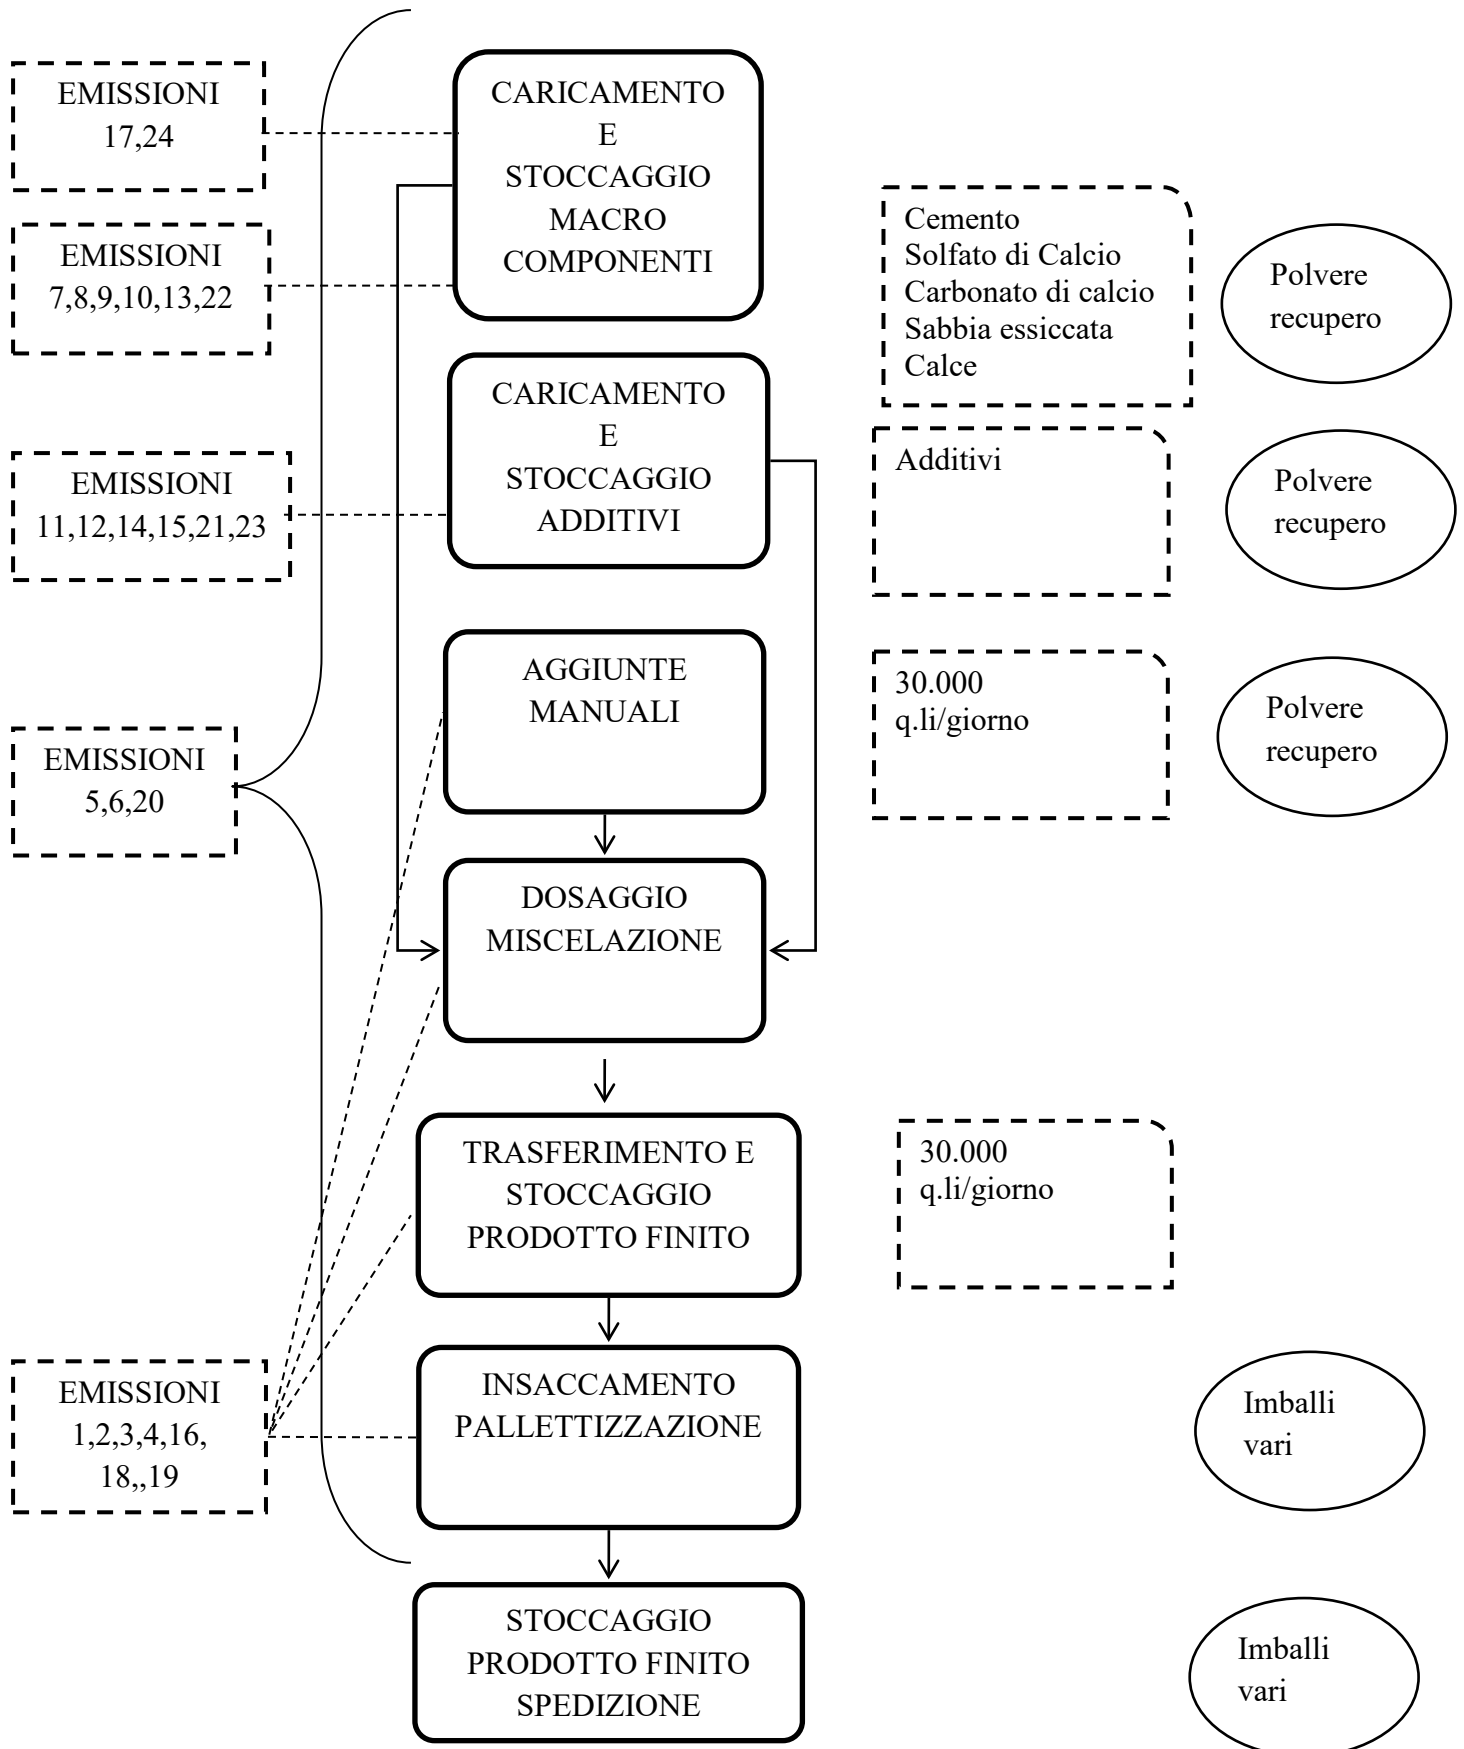 EMISSIONI
17,24
CARICAMENTO
E
STOCCAGGIO
MACRO
COMPONENTI
EMISSIONI
7,8,9,10,13,22
Cemento
Solfato di Calcio
Carbonato di calcio
Sabbia essiccata
Calce
Polvere
recupero
CARICAMENTO
E
STOCCAGGIO
ADDITIVI
EMISSIONI
11,12,14,15,21,23
Additivi
Polvere
recupero
AGGIUNTE
MANUALI
30.000
q.li/giorno
Polvere
recupero
EMISSIONI
5,6,20
DOSAGGIO
MISCELAZIONE
TRASFERIMENTO E
STOCCAGGIO
PRODOTTO FINITO
30.000
q.li/giorno
EMISSIONI
1,2,3,4,16,
18,,19
INSACCAMENTO
PALLETTIZZAZIONE
Imballi
vari
STOCCAGGIO
PRODOTTO FINITO
SPEDIZIONE
Imballi
vari